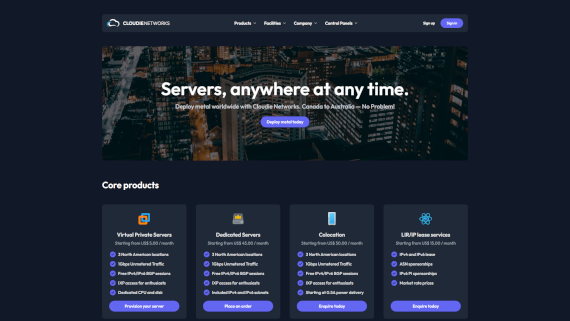 CLOUDIENETWORKS
Products
Facilities
Company
Control Panels
Sign up
Sign in
Servers, anywhere at any time.
Deploy metal worldwide with Cloudie Networks. Canada to Australia — No Problem!
Deploy metal today
Core products
Virtual Private Servers
Starting from US$ 5.00 / month
3 North American locations
1Gbps Unmetered Traffic
Free IPv4/IPv6 BGP sessions
IXP access for enthusiasts
Dedicated CPU and disk
Provision your server
Dedicated Servers
Starting from US$ 45.00 / month
3 North American locations
1Gbps Unmetered Traffic
Free IPv4/IPv6 BGP sessions
IXP access for enthusiasts
Included IPv4 and IPv6 subnets
Place an order
Colocation
Starting from US$ 50.00 / month
3 North American locations
1Gbps Unmetered Traffic
Free IPv4/IPv6 BGP sessions
IXP access for enthusiasts
Starting at 0.5A power delivery
Enquire today
LIR/IP lease services
Starting from US$ 15.00 / month
IPv4 and IPv6 lease
ASN sponsorships
IPv6 PI sponsorships
Market rate prices
Enquire today